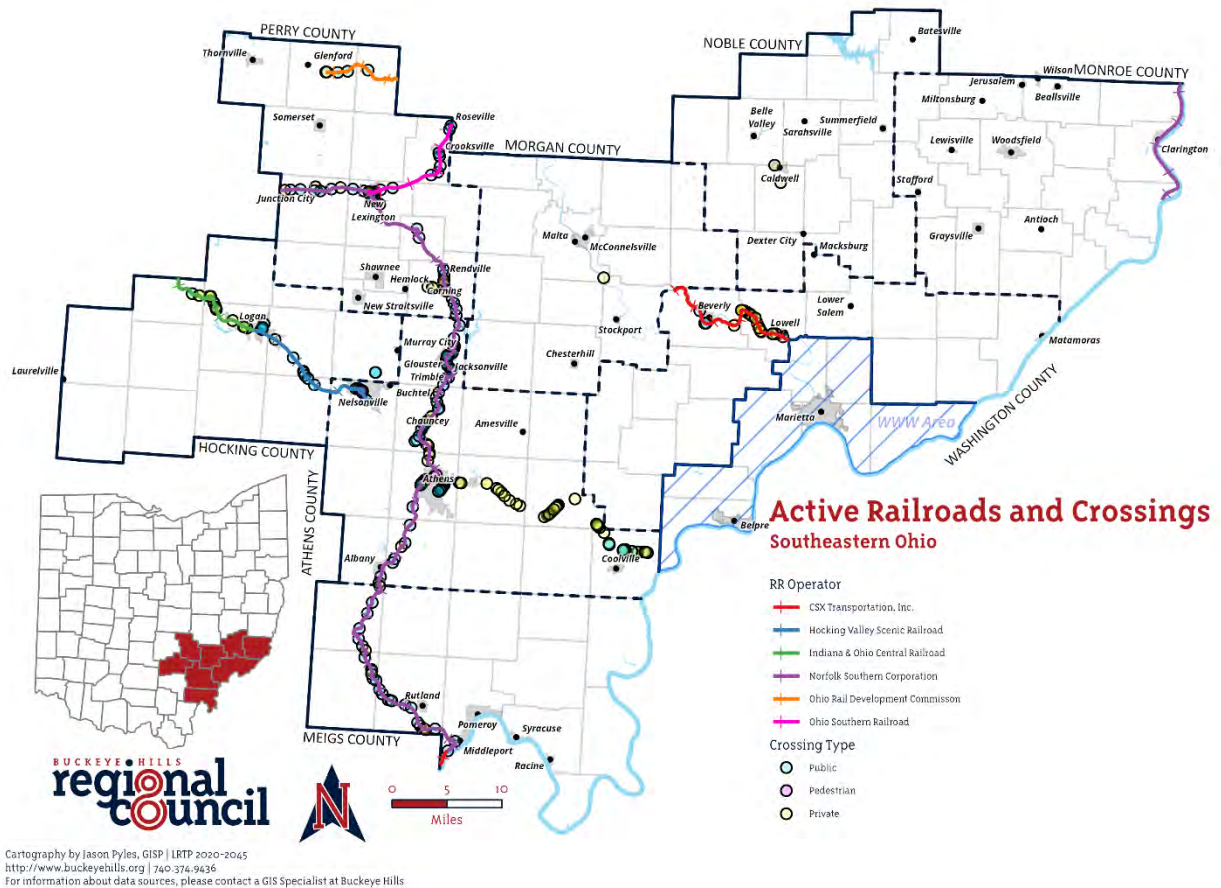 PERRY COUNTY
Thornville
Glenford
Somerset
Roseville
Crooksville
Junction City
New
Lexington
MORGAN COUNTY
NOBLE COUNTY
Batesville
Belle
Valley
Sarahsville
Summerfield
Caldwell
Dexter City
Macksburg
Stafford
MONROE COUNTY
Wilson
Jerusalem
Beallsville
Miltonsburg
Lewisville
Woodsfield
Clarington
Graysville
Antioch
Malta
McConnelsville
Shawnee
Hemlock
Rendville
Corning
New Straitsville
Stockport
Chesterhill
Beverly
Lowell
Lower
Salem
Matamoras
Logan
Laurelville
Murray City
Glouster
Jacksonville
Trimble
Buchtel
Nelsonville
Chauncey
Amesville
Marietta
WWW Area
WASHINGTON COUNTY
HOCKING COUNTY
ATHENS COUNTY
Athens
Albany
Coolville
Belpre
MEIGS COUNTY
Rutland
Pomeroy
Middleport
Syracuse
Racine
Active Railroads and Crossings
Southeastern Ohio
RR Operator
CSX Transportation, Inc.
Hocking Valley Scenic Railroad
Indiana & Ohio Central Railroad
Norfolk Southern Corporation
Ohio Rail Development Commisson
Ohio Southern Railroad
Crossing Type
Public
Pedestrian
Private
BUCKEYE HILLS
regional
council
N
0 5 10
Miles
Cartography by Jason Pyles, GISP | LRTP 2020-2045
http://www.buckeyehills.org | 740.374.9436
For information about data sources, please contact a GIS Specialist at Buckeye Hills